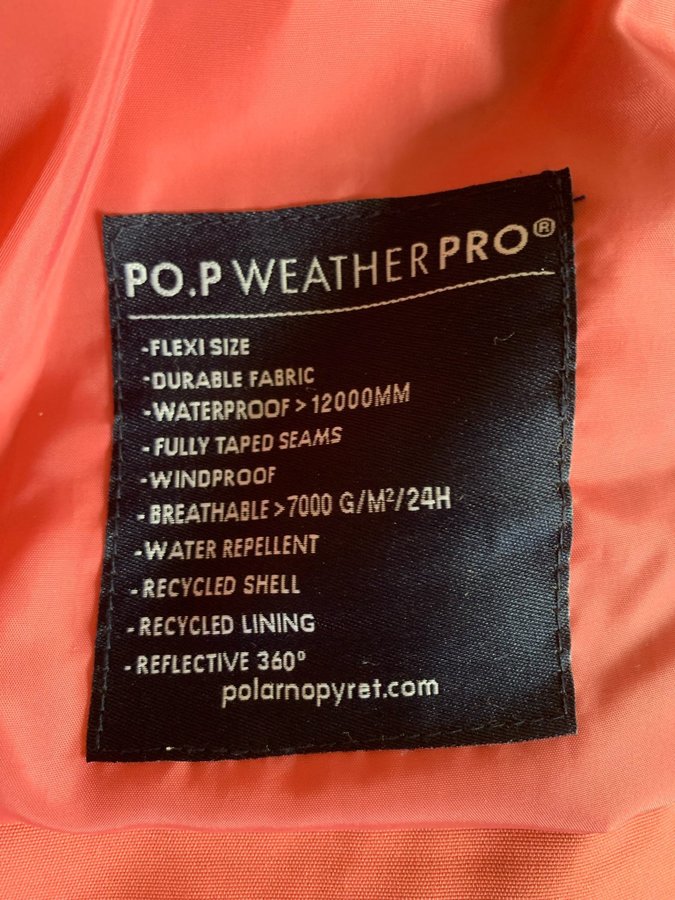 PO.P WEATHERPRO®
-FLEXI SIZE
-DURABLE FABRIC
-WATERPROOF > 12000MM
- FULLY TAPED SEAMS
-WINDPROOF
- BREATHABLE >7000 G/M²/24H
-WATER REPELLENT
- RECYCLED SHELL
- RECYCLED LINING
- REFLECTIVE 360°
polarnopyret.com